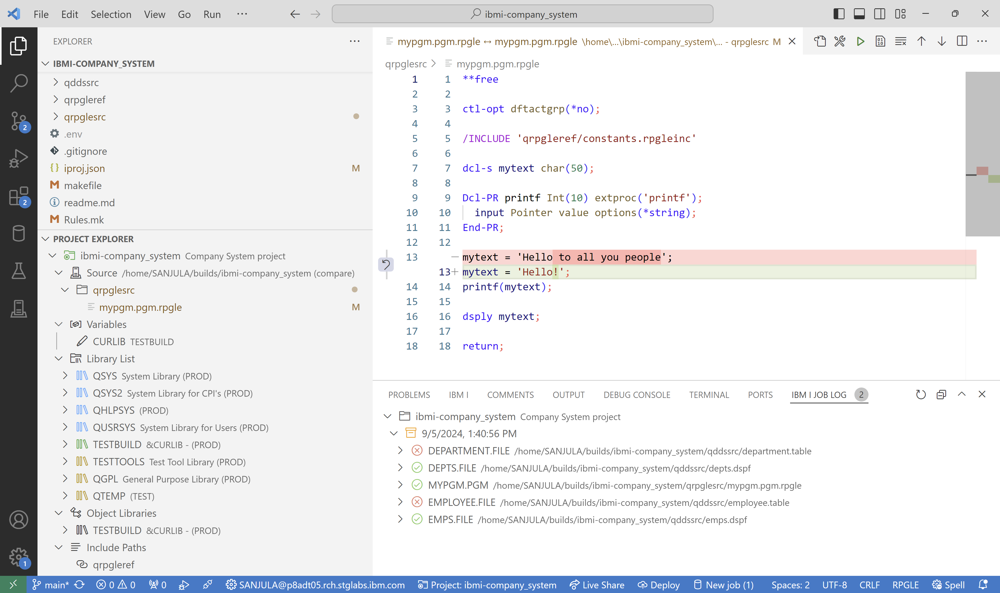 File Edit Selection View Go Run ···
ibmi-company_system
EXPLORER
IBMI-COMPANY_SYSTEM
qddssrc
qrpgleref
qrpglesrc
.env
.gitignore
iproj.json M
makefile
readme.md
Rules.mk
PROJECT EXPLORER
ibmi-company_system Company System project
Source /home/SANJULA/builds/ibmi-company_system (compare)
qrpglesrc
mypgm.pgm.rpgle M
Variables
CURLIB TESTBUILD
Library List
QSYS System Library (PROD)
QSYS2 System Library for CPI's (PROD)
QHLPSYS (PROD)
QUSRSYS System Library for Users (PROD)
TESTBUILD &CURLIB - (PROD)
TESTTOOLS Test Tool Library (PROD)
QGPL General Purpose Library (PROD)
QTEMP (TEST)
Object Libraries
TESTBUILD &CURLIB - (PROD)
Include Paths
qrpgleref
2
2
1
mypgm.pgm.rpgle ↔ mypgm.pgm.rpgle \home\...\ibmi-company_system\... - qrpglesrc M
qrpglesrc > mypgm.pgm.rpgle
1 1 **free
2 2
3 3 ctl-opt dftactgrp(*no);
4 4
5 5 /INCLUDE 'qrpgleref/constants.rpgleinc'
6 6
7 7 dcl-s mytext char(50);
8 8
9 9 Dcl-PR printf Int(10) extproc('printf');
10 10 input Pointer value options(*string);
11 11 End-PR;
12 12
13 — mytext = 'Hello to all you people';
13+ mytext = 'Hello!';
14 14 printf(mytext);
15 15
16 16 dsply mytext;
17 17
18 18 return;
PROBLEMS IBM I COMMENTS OUTPUT DEBUG CONSOLE TERMINAL PORTS IBM I JOB LOG 2
ibmi-company_system Company System project
9/5/2024, 1:40:56 PM
DEPARTMENT.FILE /home/SANJULA/builds/ibmi-company_system/qddssrc/department.table
DEPTS.FILE /home/SANJULA/builds/ibmi-company_system/qddssrc/depts.dspf
MYPGM.PGM /home/SANJULA/builds/ibmi-company_system/qrpglesrc/mypgm.pgm.rpgle
EMPLOYEE.FILE /home/SANJULA/builds/ibmi-company_system/qddssrc/employee.table
EMPS.FILE /home/SANJULA/builds/ibmi-company_system/qddssrc/emps.dspf
main* 0 0 0 SANJULA@p8adt05.rch.stglabs.ibm.com Project: ibmi-company_system Live Share Deploy New job (1) Spaces: 2 UTF-8 CRLF RPGLE Spell